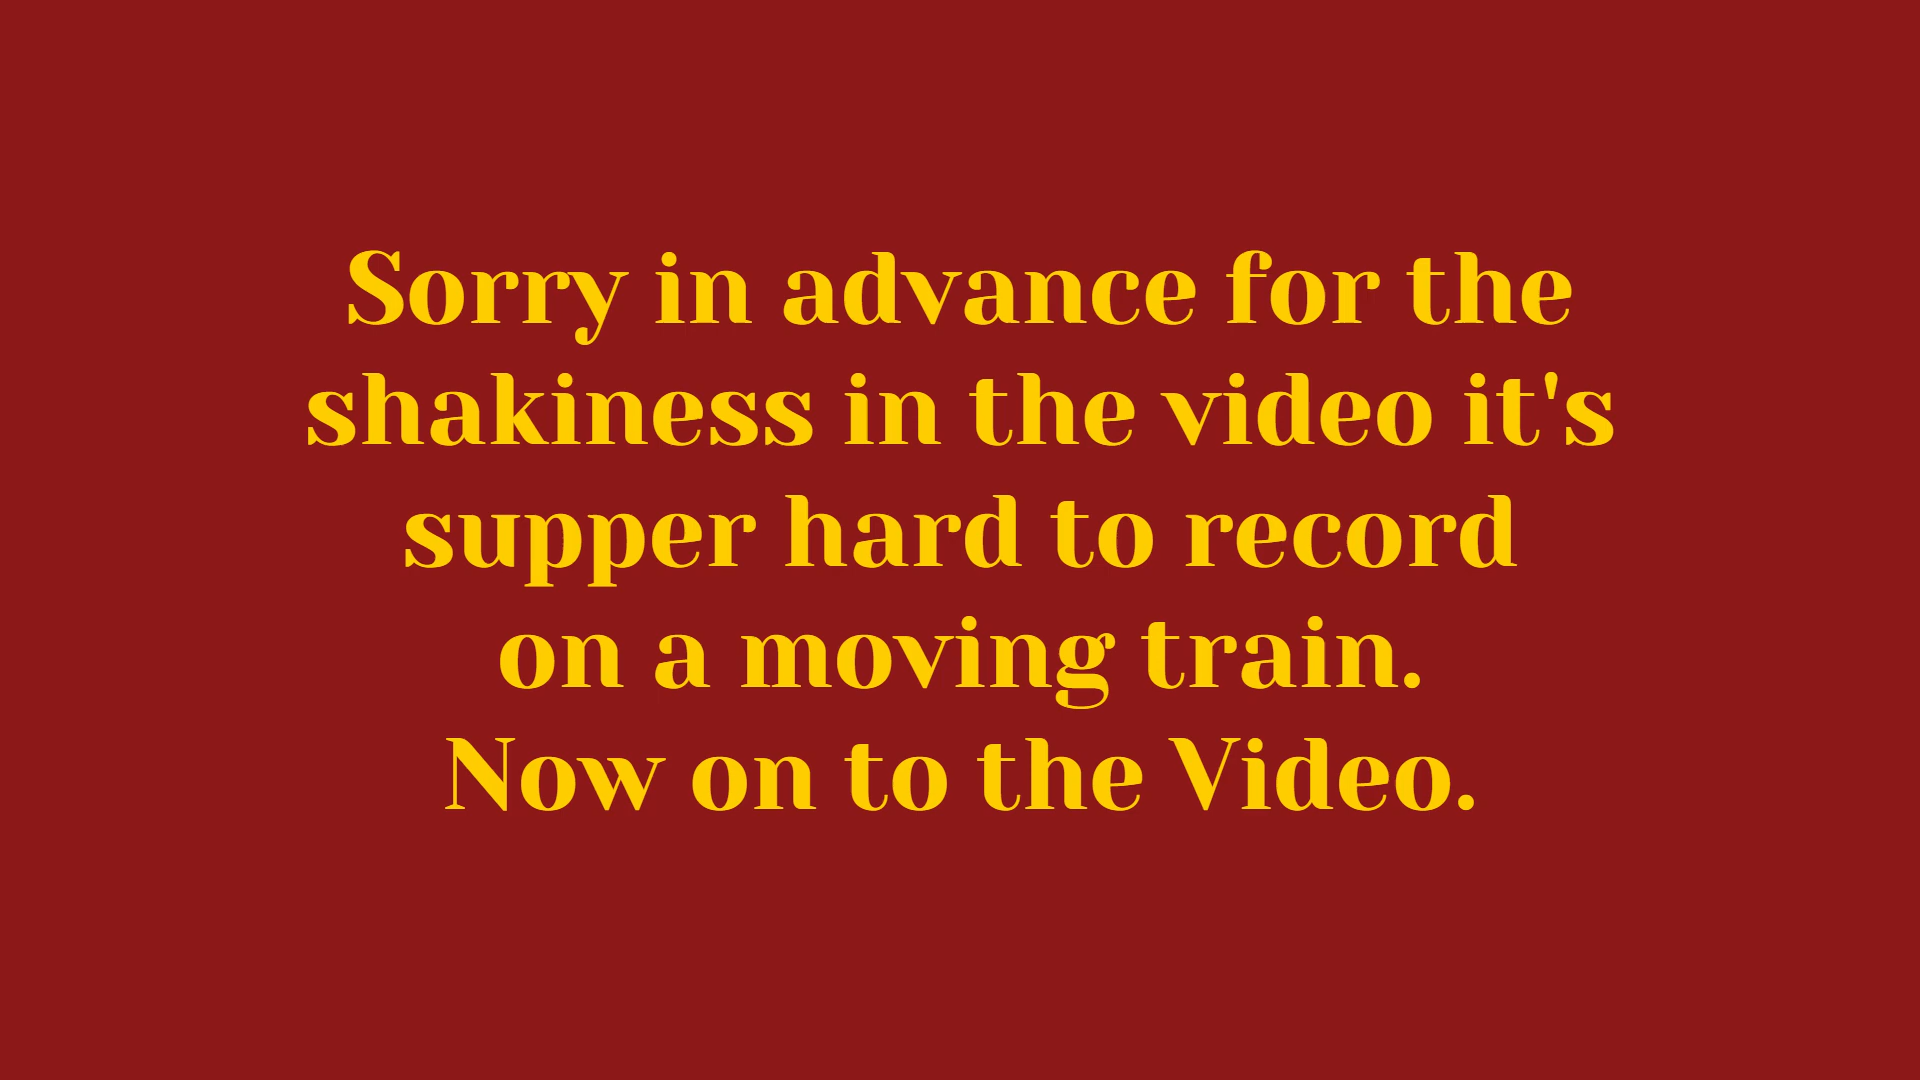 Sorry in advance for the
shakiness in the video it's
supper hard to record
on a moving train.
Now on to the Video.